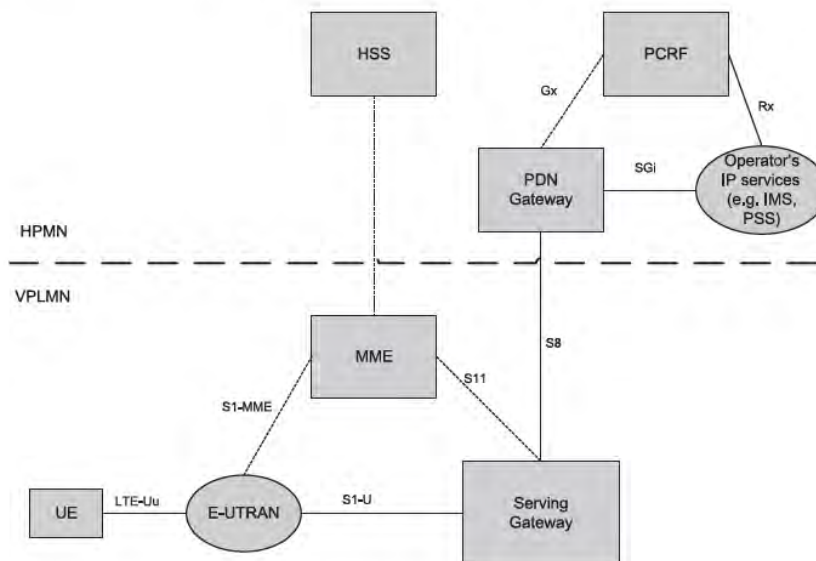 HSS
PCRF
Gx
Rx
PDN
Gateway
SGi
Operator's
IP services
(e.g. IMS,
PSS)
HPMN
VPLMN
MME
S8
S11
S1-MME
UE
LTE-Uu
E-UTRAN
S1-U
Serving
Gateway